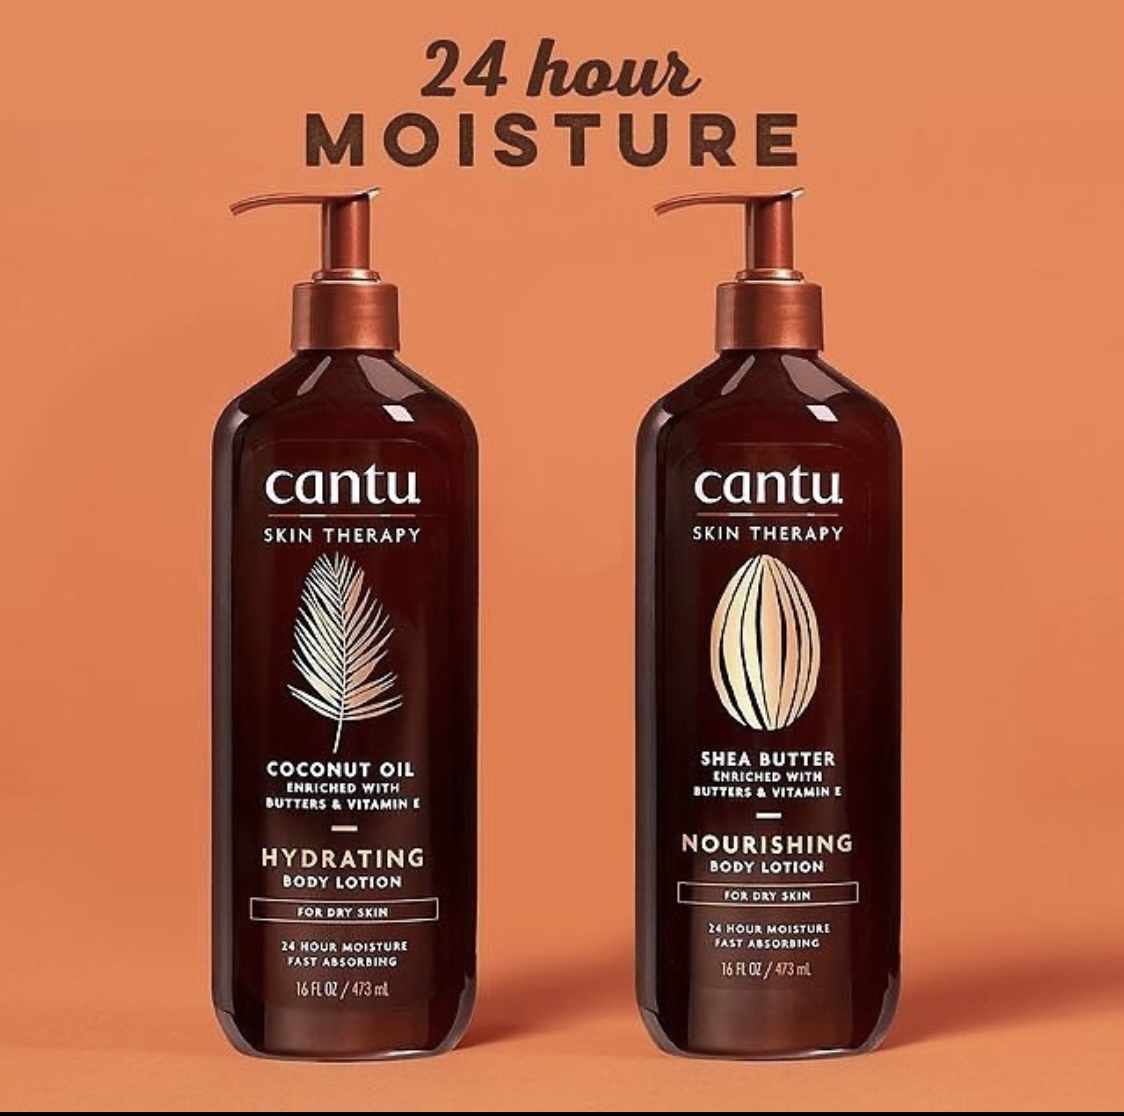 24 hour
MOISTURE
cantu
SKIN THERAPY
COCONUT OIL
ENRICHED WITH
BUTTERS & VITAMIN E
HYDRATING
BODY LOTION
FOR DRY SKIN
24 HOUR MOISTURE
FAST ABSORBING
16 FL OZ / 473 mL
cantu
SKIN THERAPY
SHEA BUTTER
ENRICHED WITH
BUTTERS & VITAMIN E
NOURISHING
BODY LOTION
FOR DRY SKIN
24 HOUR MOISTURE
FAST ABSORBING
16 FL OZ / 473 mL